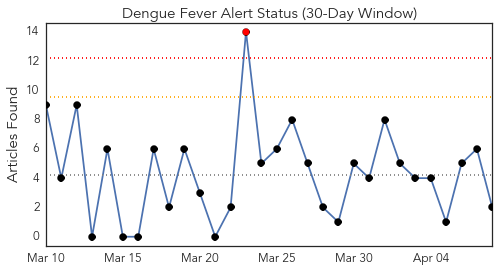 Dengue Fever Alert Status (30-Day Window)
Articles Found
14
12
10
8
6
4
2
0
Mar 10
Mar 15
Mar 20
Mar 25
Mar 30
Apr 04